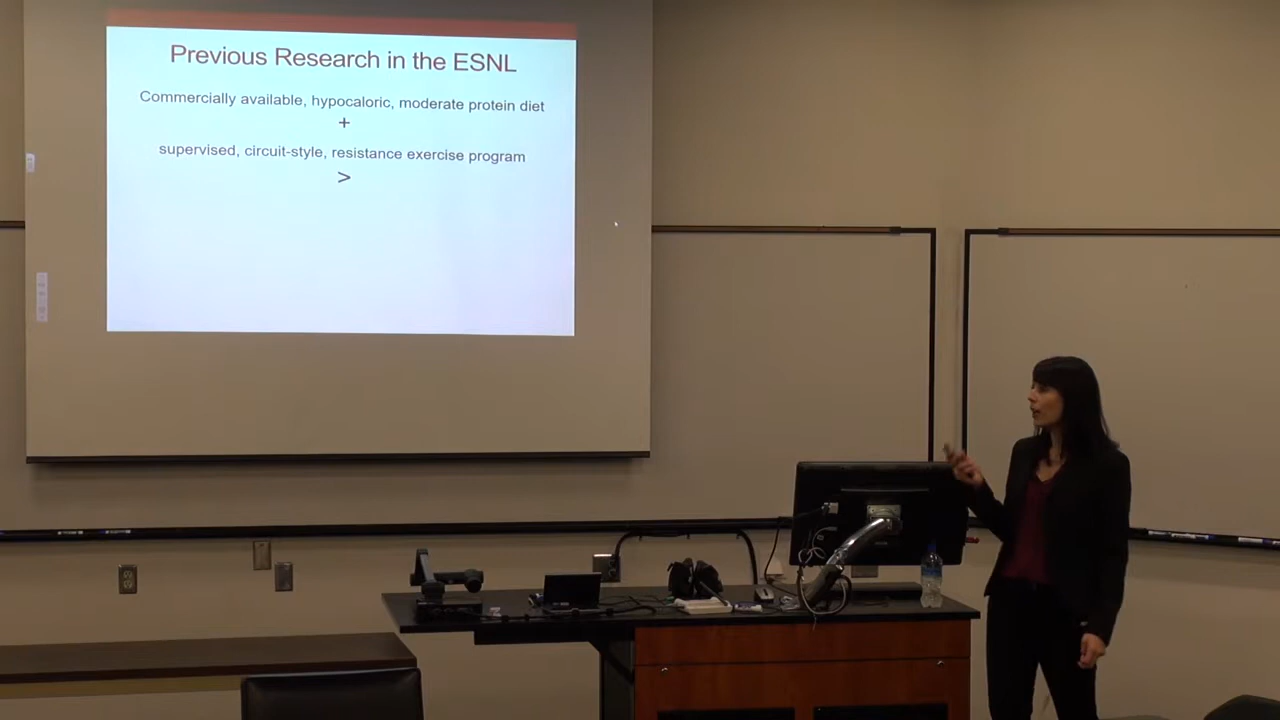 Previous Research in the ESNL
Commercially available, hypocaloric, moderate protein diet
+
supervised, circuit-style, resistance exercise program
>